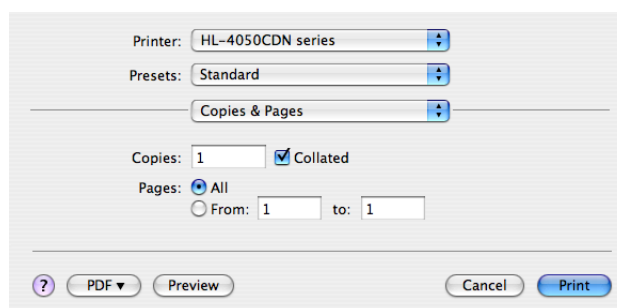 Printer: HL-4050CDN series
Presets: Standard
Copies & Pages
Copies: 1 Collated
Pages: All
From: 1 to: 1
? PDF ▼ Preview Cancel Print